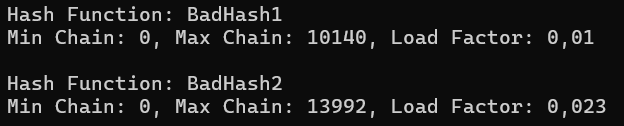 Hash Function: BadHash1
Min Chain: 0, Max Chain: 10140, Load Factor: 0,01
Hash Function: BadHash2
Min Chain: 0, Max Chain: 13992, Load Factor: 0,023